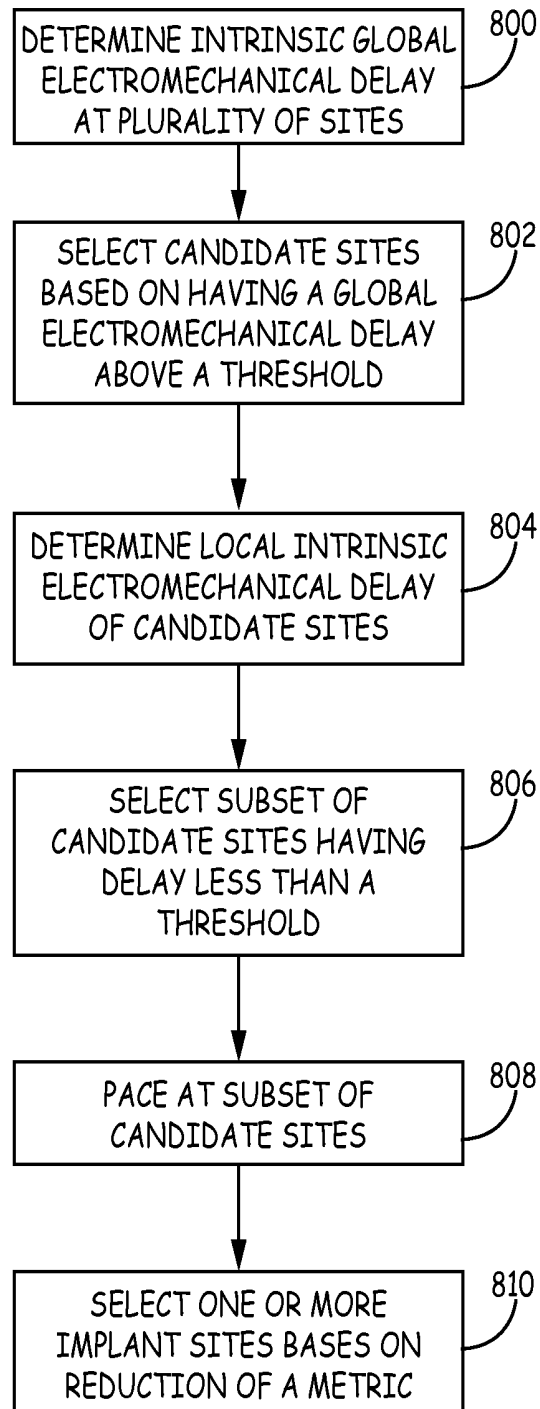 DETERMINE INTRINSIC GLOBAL
ELECTROMECHANICAL DELAY
AT PLURALITY OF SITES
800
SELECT CANDIDATE SITES
BASED ON HAVING A GLOBAL
ELECTROMECHANICAL DELAY
ABOVE A THRESHOLD
802
DETERMINE LOCAL INTRINSIC
ELECTROMECHANICAL DELAY
OF CANDIDATE SITES
804
SELECT SUBSET OF
CANDIDATE SITES HAVING
DELAY LESS THAN A
THRESHOLD
806
PACE AT SUBSET OF
CANDIDATE SITES
808
SELECT ONE OR MORE
IMPLANT SITES BASES ON
REDUCTION OF A METRIC
810